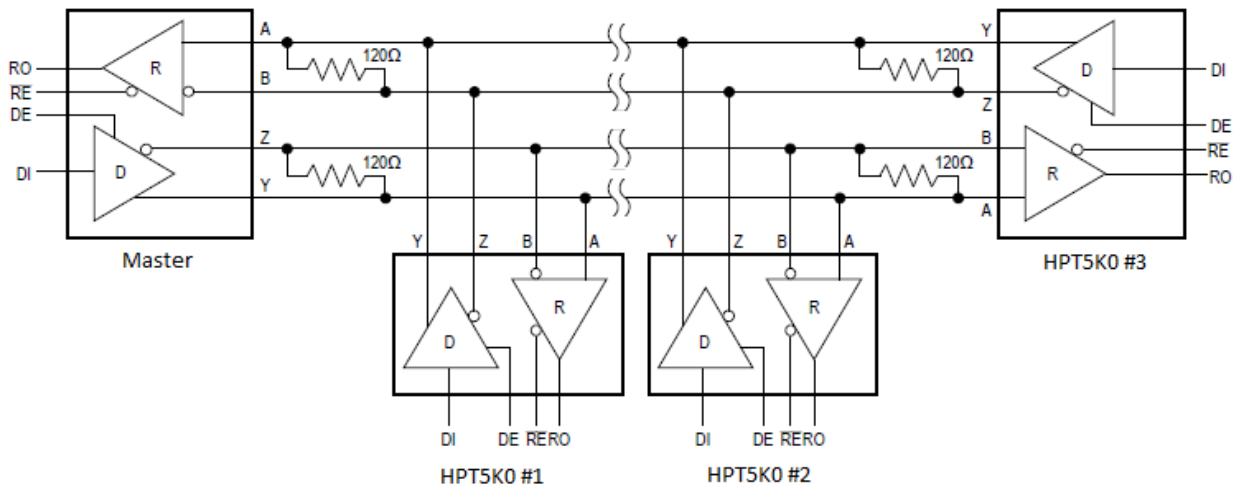 A
Y
120Ω
120Ω
RO
R
D
DI
RE
B
Z
DE
DE
Z
B
RE
120Ω
120Ω
DI
D
R
RO
Y
A
Y Z B A
Y Z B A
Master
HPT5K0 #3
R
R
D
D
DI DE RE RO
DI DE RE RO
HPT5K0 #1
HPT5K0 #2